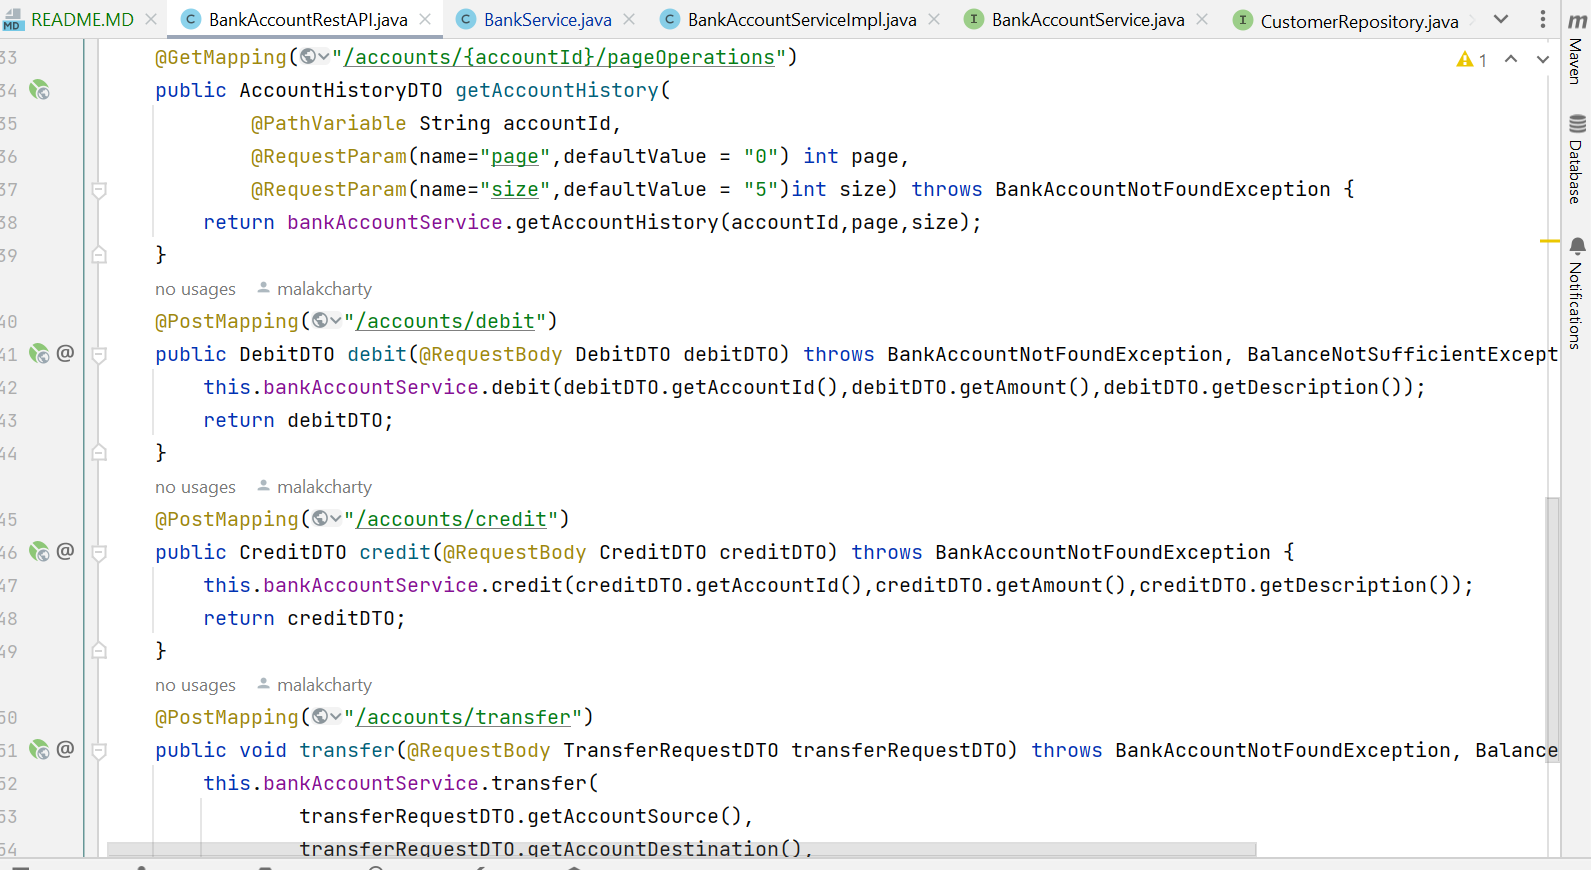 README.MD BankAccountRestAPI.java BankService.java BankAccountServiceImpl.java BankAccountService.java CustomerRepository.java
33 @GetMapping("/accounts/{accountId}/pageOperations") 1
34 public AccountHistoryDTO getAccountHistory(
35 @PathVariable String accountId,
36 @RequestParam(name="page",defaultValue = "0") int page,
37 @RequestParam(name="size",defaultValue = "5")int size) throws BankAccountNotFoundException {
38 return bankAccountService.getAccountHistory(accountId,page,size);
39 }
no usages malakcharty
40 @PostMapping("/accounts/debit")
41 @ public DebitDTO debit(@RequestBody DebitDTO debitDTO) throws BankAccountNotFoundException, BalanceNotSufficientExcept
42 this.bankAccountService.debit(debitDTO.getAccountId(),debitDTO.getAmount(),debitDTO.getDescription());
43 return debitDTO;
44 }
no usages malakcharty
45 @PostMapping("/accounts/credit")
46 @ public CreditDTO credit(@RequestBody CreditDTO creditDTO) throws BankAccountNotFoundException {
47 this.bankAccountService.credit(creditDTO.getAccountId(),creditDTO.getAmount(),creditDTO.getDescription());
48 return creditDTO;
49 }
no usages malakcharty
50 @PostMapping("/accounts/transfer")
51 @ public void transfer(@RequestBody TransferRequestDTO transferRequestDTO) throws BankAccountNotFoundException, Balance
52 this.bankAccountService.transfer(
53 transferRequestDTO.getAccountSource(),
54 transferRequestDTO.getAccountDestination(),
Maven
Database
Notifications